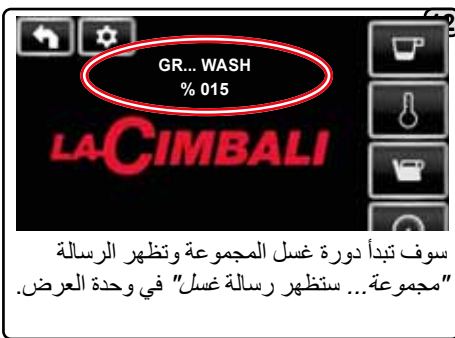 GR... WASH
% 015
LACIMBALI
سوف تبدأ دورة غسل المجموعة وتظهر الرسالة
"مجموعة... ستظهر رسالة غسل" في وحدة العرض.